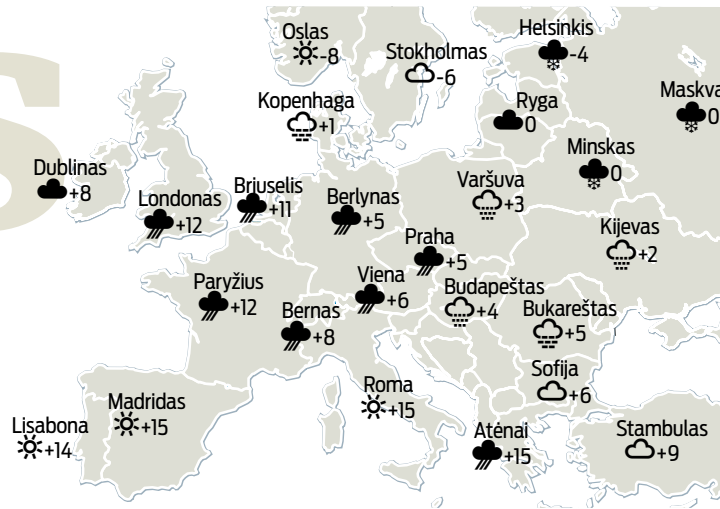 S
Oslas
-8
Helsinkis
-4
Stokholmas
-6
Kopenhaga
+1
Ryga
0
Maskva
0
Minskas
0
Dublinas
+8
Londonas
+12
Briuselis
+11
Berlynas
+5
Varšuva
+3
Kijevas
+2
Praha
+5
Paryžius
+12
Viena
+6
Bernas
+8
Budapeštas
+4
Bukareštas
+5
Sofija
+6
Roma
+15
Madridas
+15
Lisabona
+14
Atėnai
+15
Stambulas
+9